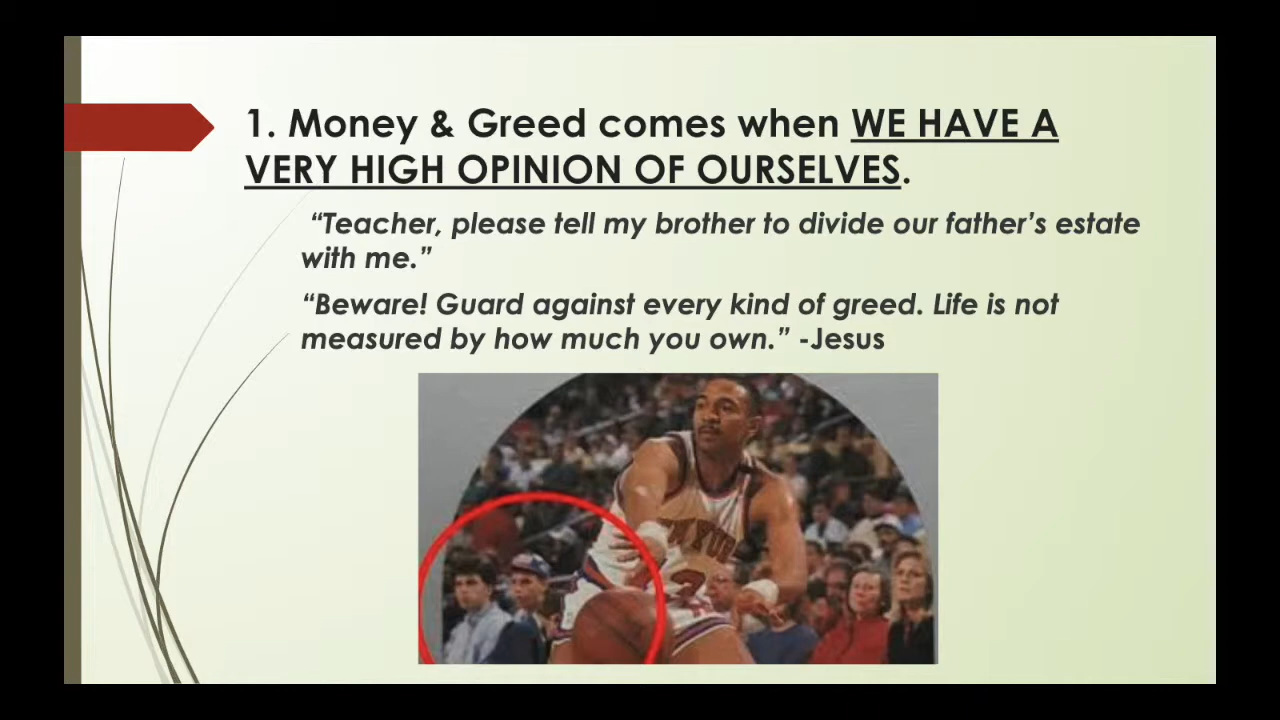 1. Money & Greed comes when WE HAVE A
VERY HIGH OPINION OF OURSELVES.
“Teacher, please tell my brother to divide our father’s estate
with me.”
“Beware! Guard against every kind of greed. Life is not
measured by how much you own.” -Jesus
NEW YORK